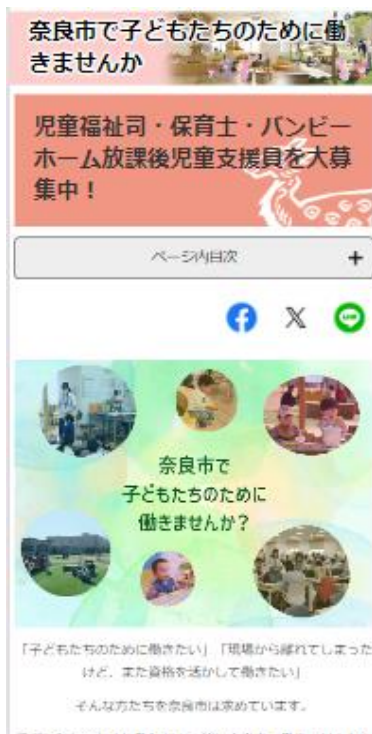 奈良市で子どもたちのために働
きませんか
児童福祉司・保育士・バンビー
ホーム放課後児童支援員を大募
集中！
ページ内目次
+
奈良市で
子どもたちのために
働きませんか？
「子どもたちのために働きたい」「現場から離れてしまった
けど、また資格を活かして働きたい」
そんな方たちを奈良市は求めています。